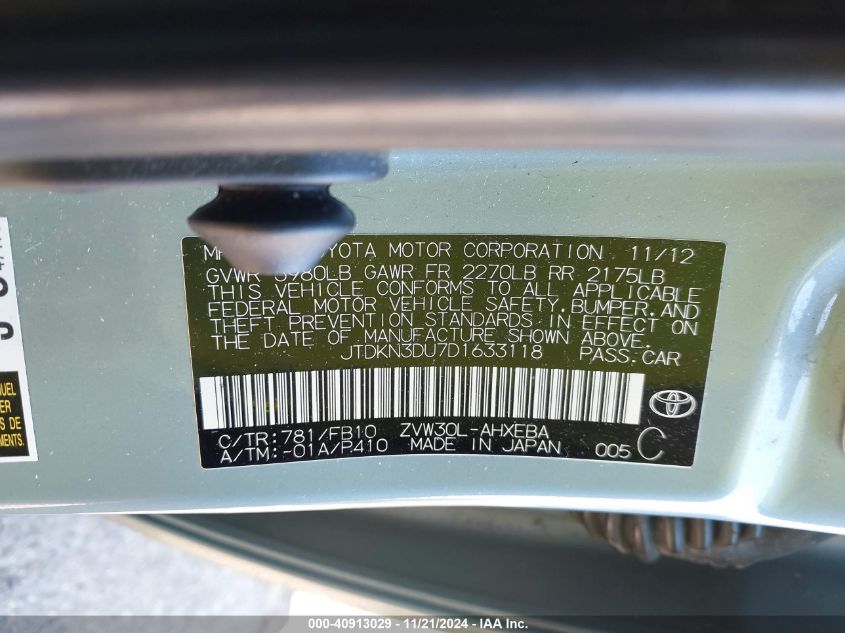 TOYOTA MOTOR CORPORATION 11/12
GVWR 3980LB GAWR FR 2270LB RR 2175LB
THIS VEHICLE CONFORMS TO ALL APPLICABLE
FEDERAL MOTOR VEHICLE SAFETY, BUMPER, AND
THEFT PREVENTION STANDARDS IN EFFECT ON
THE DATE OF MANUFACTURE SHOWN ABOVE.
JTDKN3DU7D1633118 PASS.CAR
C/TR:781/FB10 ZVW30L-AHXEBA
A/TM:-01A/P410 MADE IN JAPAN 005 C
000-40913029 - 11/21/2024 - IAA Inc.